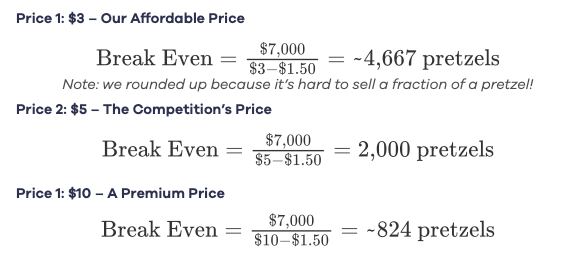 Price 1: $3 – Our Affordable Price
Break Even = $7,000 / $3–$1.50 = ~4,667 pretzels
Note: we rounded up because it's hard to sell a fraction of a pretzel!
Price 2: $5 – The Competition's Price
Break Even = $7,000 / $5–$1.50 = 2,000 pretzels
Price 1: $10 – A Premium Price
Break Even = $7,000 / $10–$1.50 = ~824 pretzels